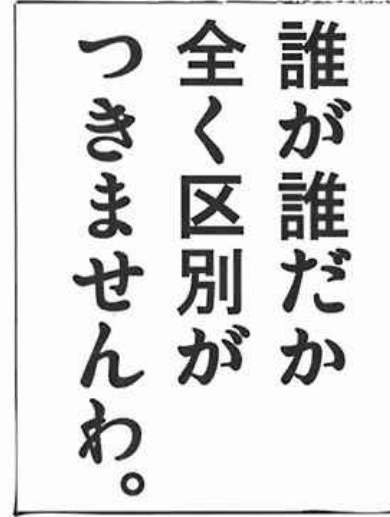 誰が誰だか
全く区別が
つきませんわ。